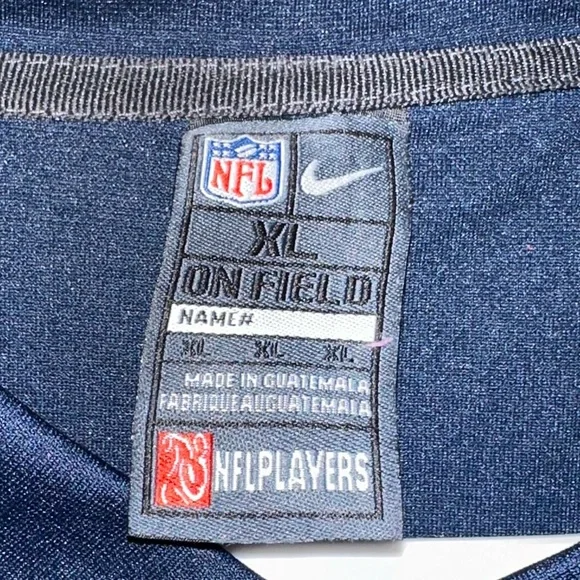 NFL
XL
ON FIELD
NAME#
XL XL XL
MADE IN GUATEMALA
FABRIQUEAUGUATEMALA
NFLPLAYERS